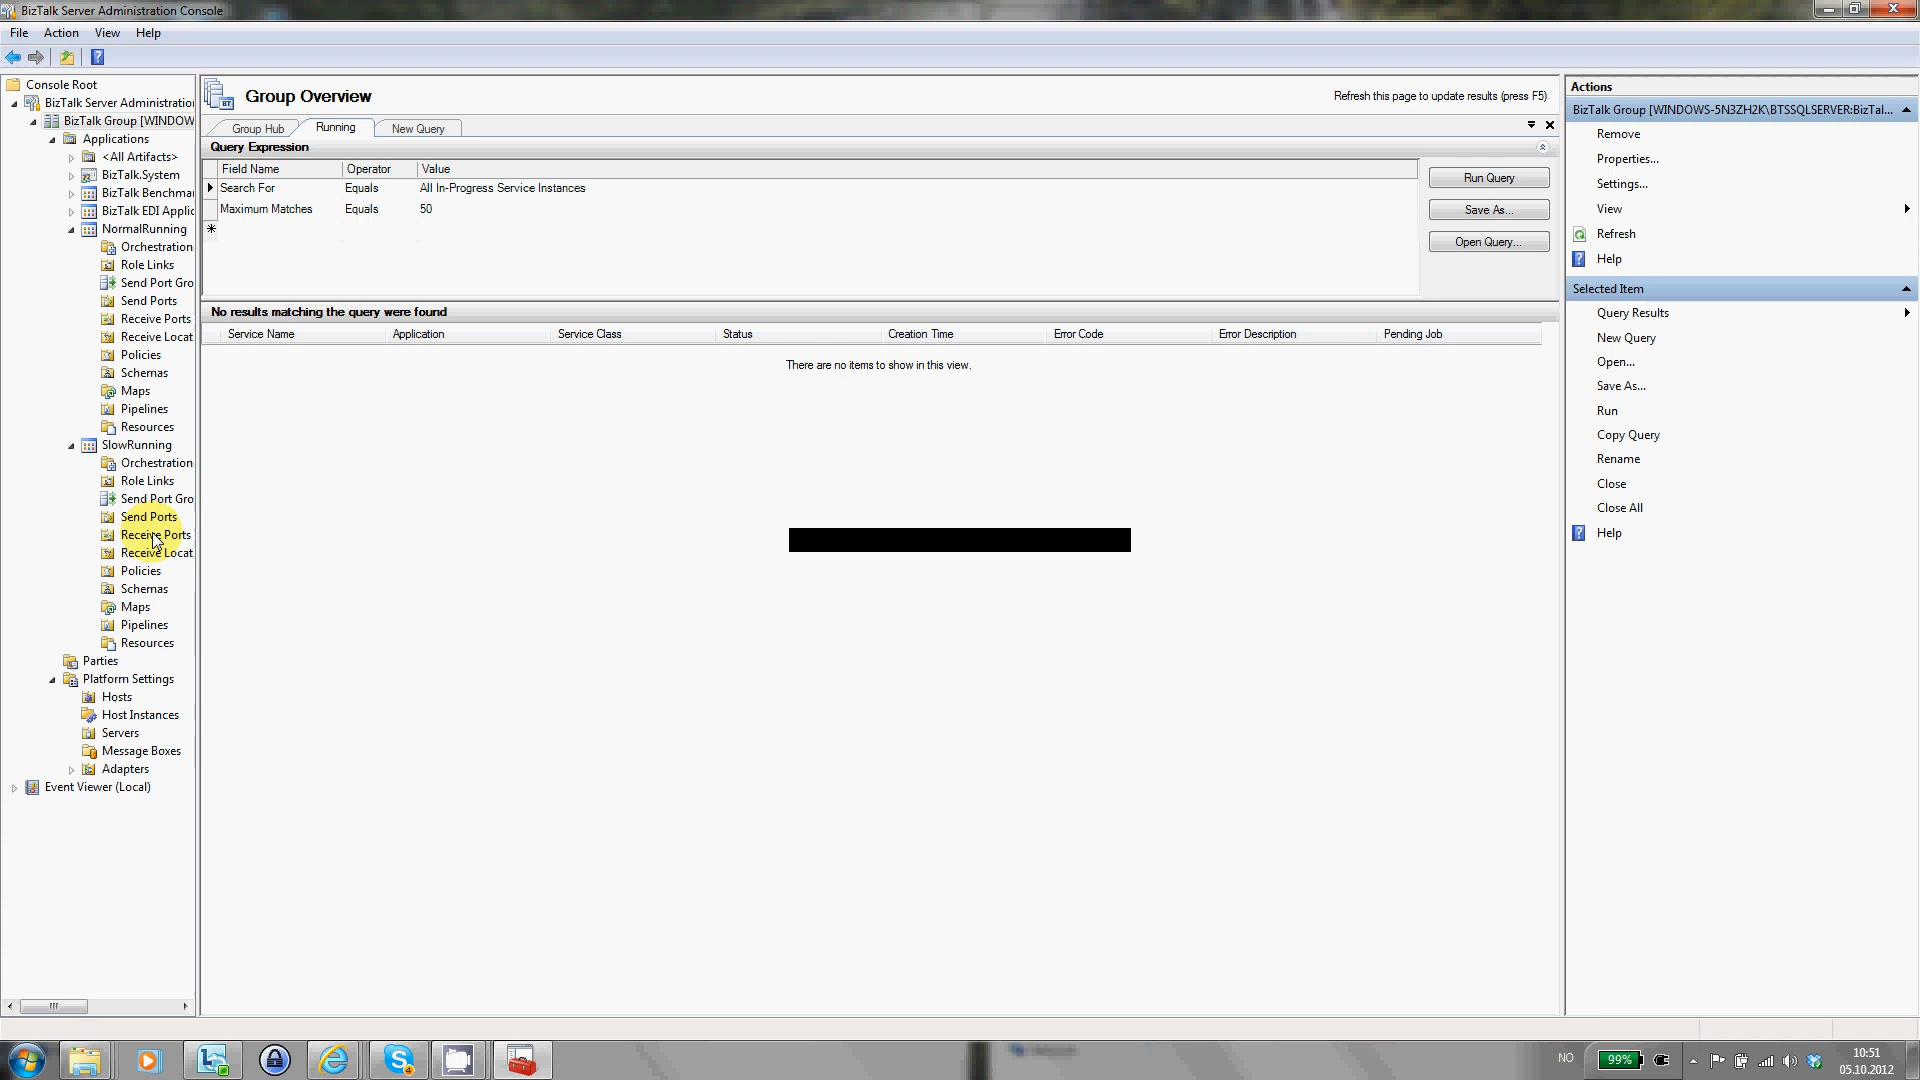 BizTalk Server Administration Console
File Action View Help
Console Root
BizTalk Server Administratio
BizTalk Group [WINDOW
Applications
<All Artifacts>
BizTalk.System
BizTalk Benchma
BizTalk EDI Applic
NormalRunning
Orchestration
Role Links
Send Port Gro
Send Ports
Receive Ports
Receive Locat
Policies
Schemas
Maps
Pipelines
Resources
SlowRunning
Orchestration
Role Links
Send Port Gro
Send Ports
Receive Ports
Receive Locat
Policies
Schemas
Maps
Pipelines
Resources
Parties
Platform Settings
Hosts
Host Instances
Servers
Message Boxes
Adapters
Event Viewer (Local)
BT
Group Overview
Refresh this page to update results (press F5)
Group Hub Running New Query
Query Expression
Field Name Operator Value
Search For Equals All In-Progress Service Instances
Maximum Matches Equals 50
Run Query
Save As...
Open Query...
No results matching the query were found
Service Name Application Service Class Status Creation Time Error Code Error Description Pending Job
There are no items to show in this view.
Actions
BizTalk Group [WINDOWS-5N3ZH2K\BTSSQLSERVER:BizTal...
Remove
Properties...
Settings...
View
Refresh
Help
Selected Item
Query Results
New Query
Open...
Save As...
Run
Copy Query
Rename
Close
Close All
Help
NO
99%
10:51
05.10.2012